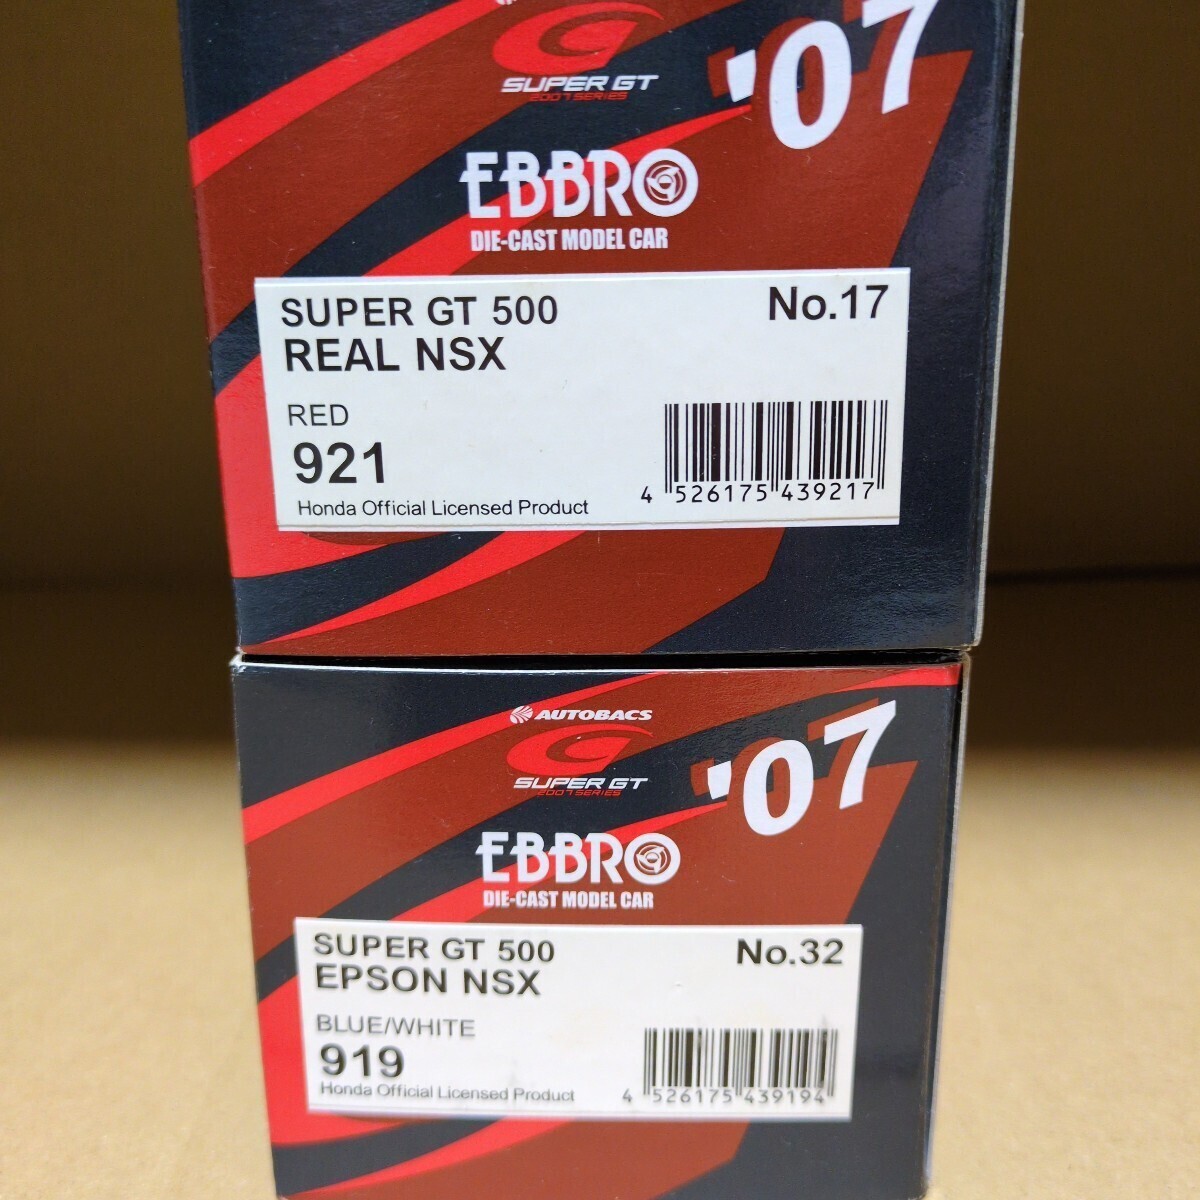 SUPER GT
2007 SERIES
'07
EBBRO
DIE-CAST MODEL CAR
SUPER GT 500 No.17
REAL NSX
RED
921
Honda Official Licensed Product
4 526175 439217
AUTOBACS
SUPER GT
2007 SERIES
'07
EBBRO
DIE-CAST MODEL CAR
SUPER GT 500 No.32
EPSON NSX
BLUE/WHITE
919
Honda Official Licensed Product
4 526175 439194